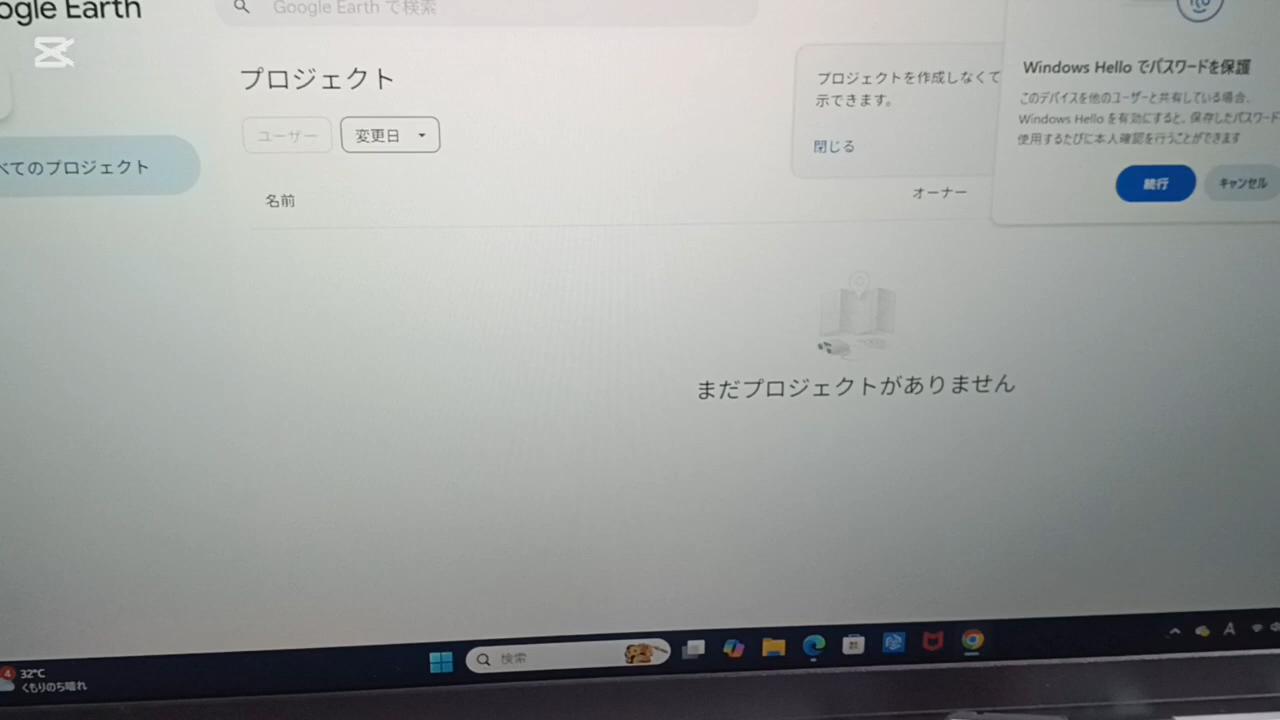 ogle Earth
Google Earth で検索
プロジェクト
ユーザー
変更日
べてのプロジェクト
名前
プロジェクトを作成しなくて
示できます。
閉じる
オーナー
Windows Hello でパスワードを保護
このデバイスを他のユーザーと共有している場合、
Windows Hello を有効にすると、保存したパスワード
使用するたびに本人確認を行うことができます
続行
キャンセル
まだプロジェクトがありません
4
32°C
くもりのち晴れ
検索
A